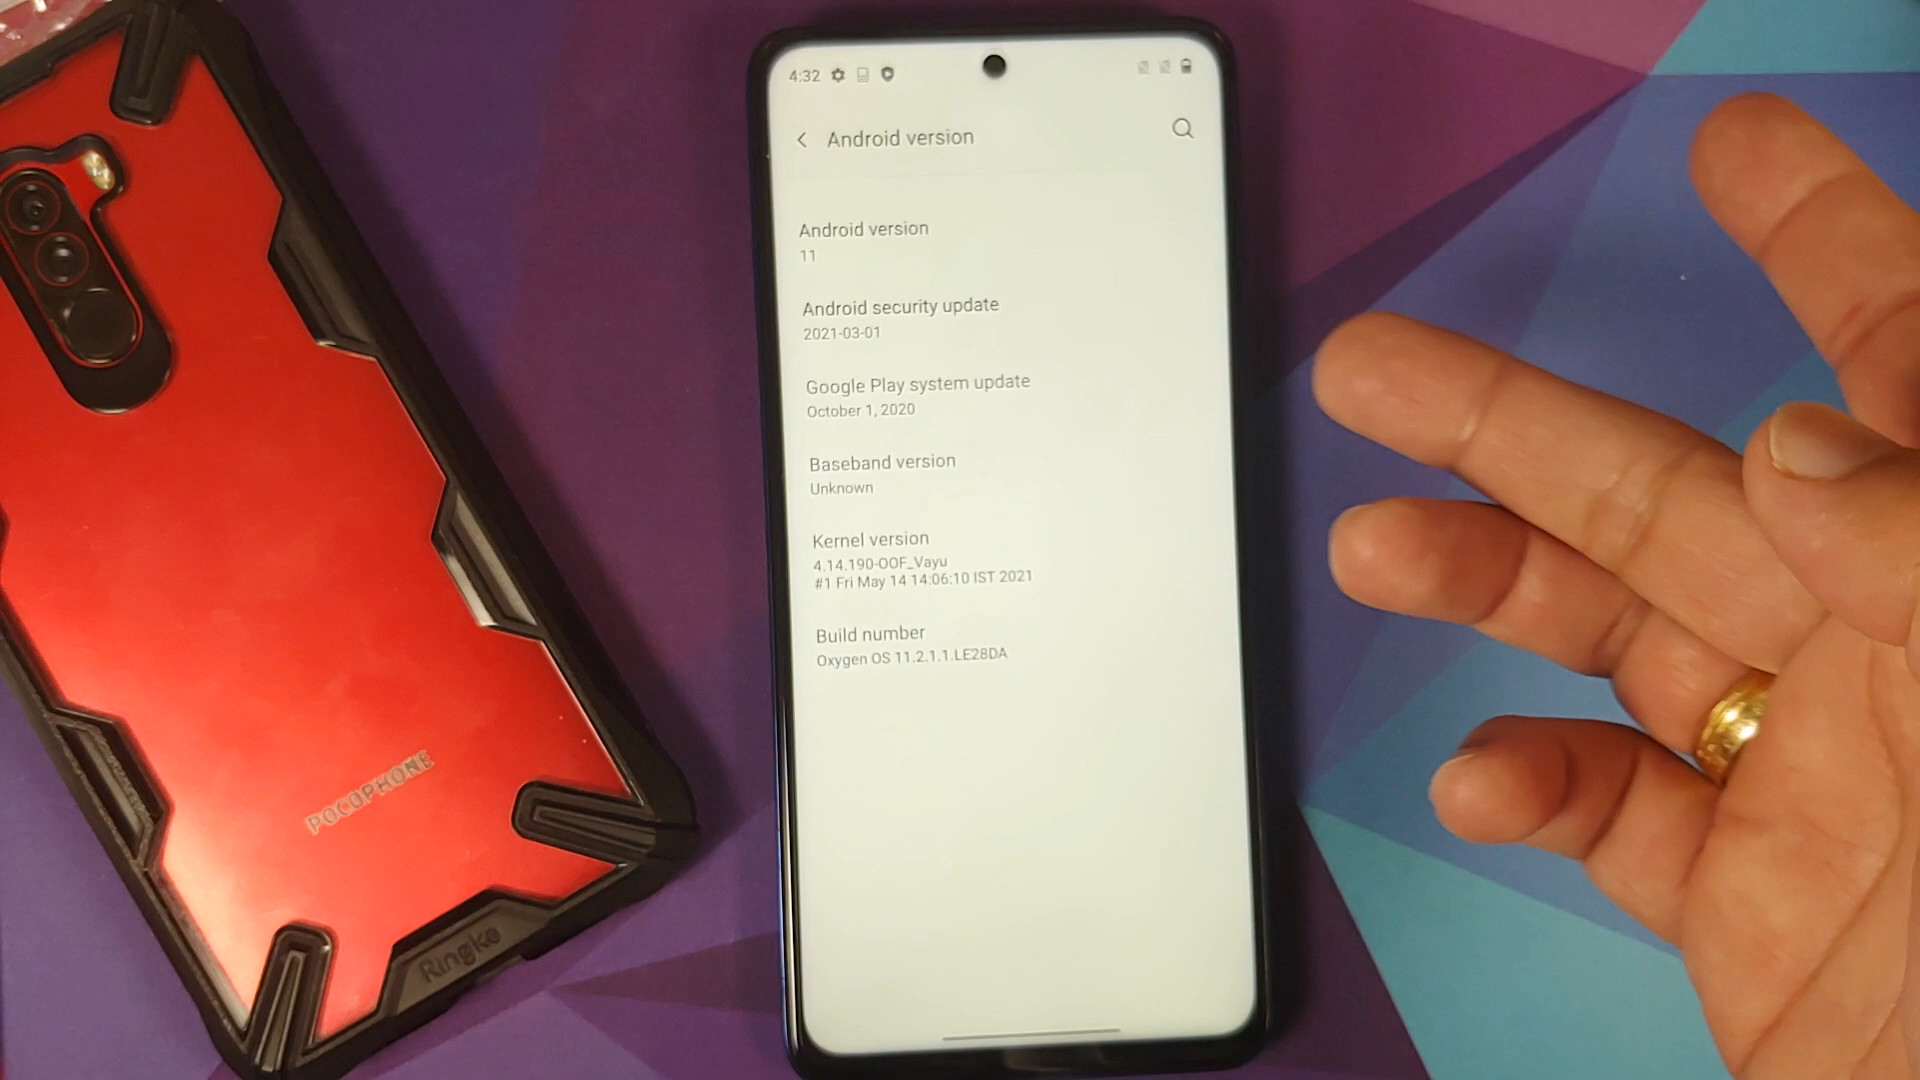 4:32
Android version
Android version
11
Android security update
2021-03-01
Google Play system update
October 1, 2020
Baseband version
Unknown
Kernel version
4.14.190-OOF_Vayu
#1 Fri May 14 14:06:10 IST 2021
Build number
Oxygen OS 11.2.1.1.LE28DA
POCOPHONE
Ringke